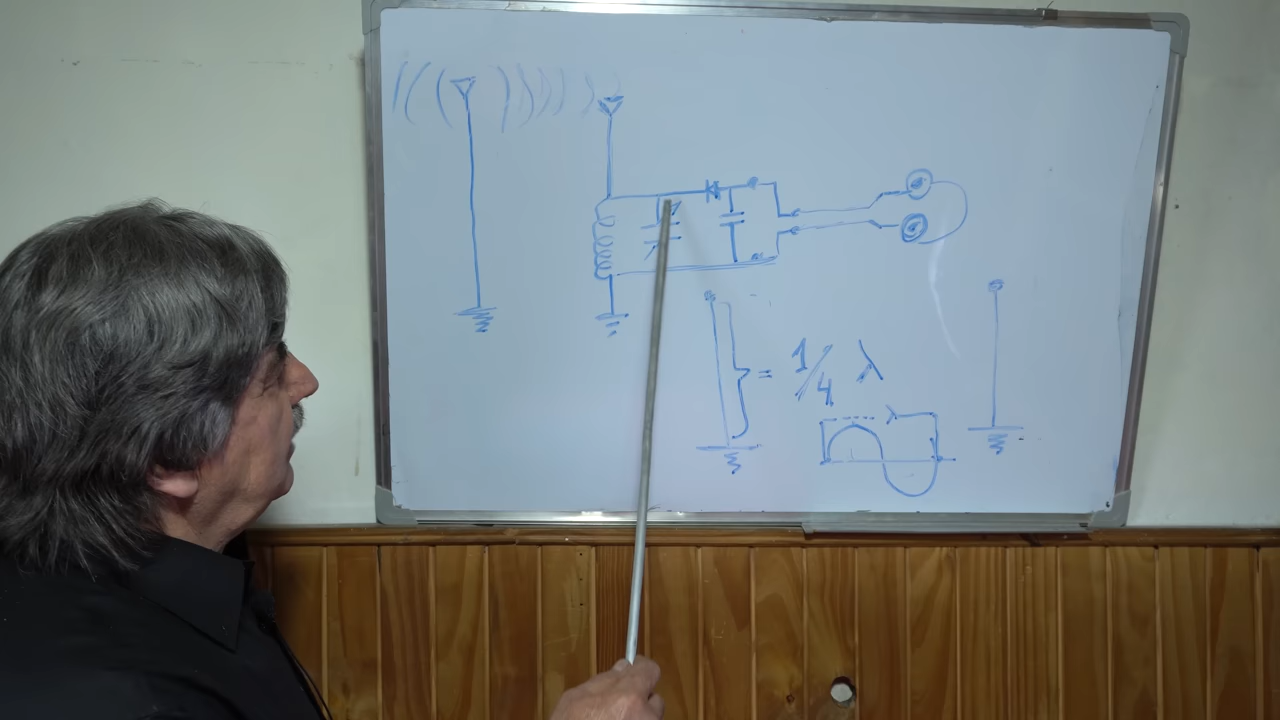 = 1/4 λ